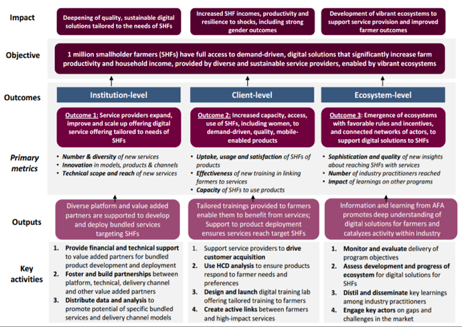 Impact
Deepening of quality, sustainable digital
solutions tailored to the needs of SHFs
Increased SHF incomes, productivity and
resilience to shocks, including strong
gender outcomes
Development of vibrant ecosystems to
support service provision and improved
farmer outcomes
Objective
1 million smallholder farmers (SHFs) have full access to demand-driven, digital solutions that significantly increase farm
productivity and household income, provided by diverse and sustainable service providers, enabled by vibrant ecosystems
Outcomes
Institution-level
Client-level
Ecosystem-level
Outcome 1: Service providers expand,
improve and scale up offering digital
service offering tailored to needs of
SHFs
Outcome 2: Increased capacity, access,
use of SHFs, including women, to
demand-driven, quality, mobile-
enabled products
Outcome 3: Emergence of ecosystems
with favorable rules and incentives,
and connected networks of actors, to
support digital solutions to SHFs
Primary
metrics
• Number & diversity of new services
• Innovation in models, products & channels
• Technical scope and reach of new services
• Uptake, usage and satisfaction of SHFs of
products
• Effectiveness of new training in linking
farmers to services
• Capacity of SHFs to use products
• Sophistication and quality of new insights
about reaching SHFs with services
• Number of industry practitioners reached
• Impact of learnings on other programs
Outputs
Diverse platform and value added
partners are supported to develop
and deploy bundled services
targeting SHFs
Tailored trainings provided to farmers
enable them to benefit from services;
Support to product deployment
ensures services reach target SHFs
Information and learning from AFA
promotes deep understanding of
digital solutions for farmers and
catalyzes activity within industry
Key
activities
1. Provide financial and technical support
to value added partners for bundled
product development and deployment
2. Foster and build partnerships between
platform, technical, delivery channel
and other value added partners
3. Distribute data and analysis to
promote potential of specific bundled
services and delivery channel models
1. Support service providers to drive
customer acquisition
2. Use HCD analysis to ensure products
respond to farmer needs and
preferences
3. Design and launch digital training lab
offering tailored training to farmers
4. Create active links between farmers
and high-impact services
1. Monitor and evaluate delivery of
program objectives
2. Assess development and progress of
ecosystem for digital solutions for
SHFs
3. Distil and disseminate key learnings
among industry practitioners
4. Engage key actors on gaps and
challenges in the market